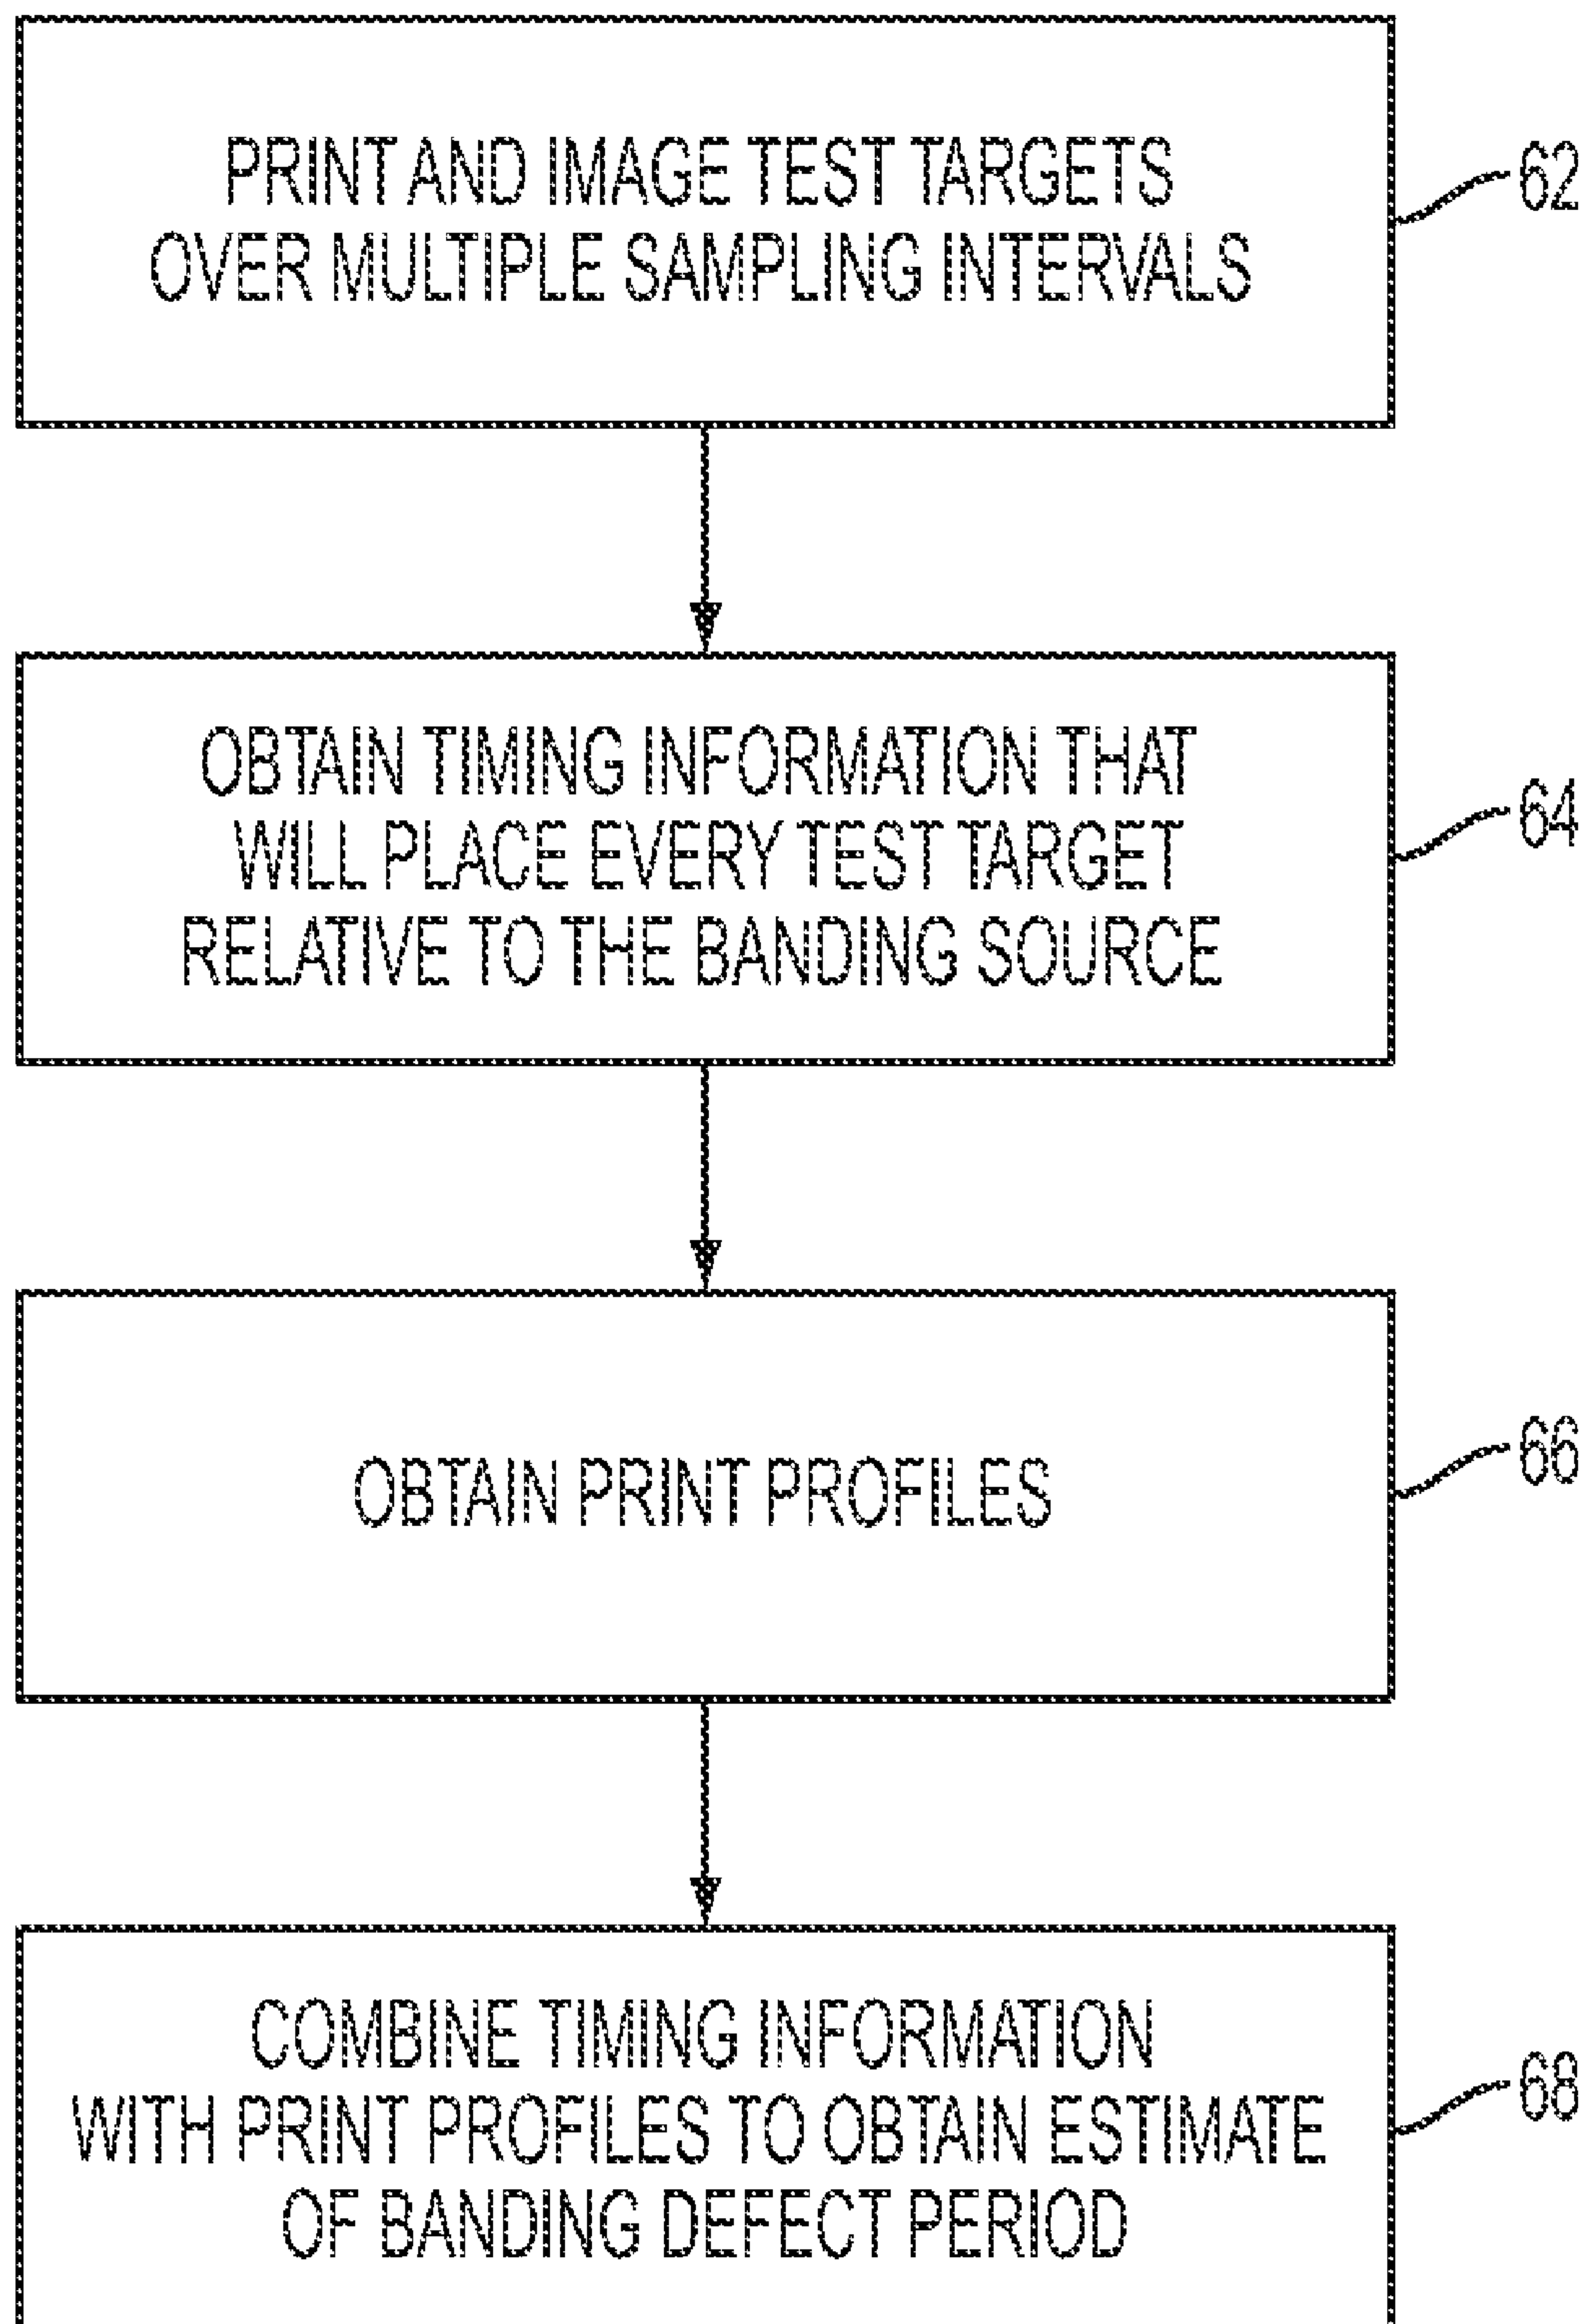 PRINT AND IMAGE TEST TARGETS
OVER MULTIPLE SAMPLING INTERVALS
62
OBTAIN TIMING INFORMATION THAT
WILL PLACE EVERY TEST TARGET
RELATIVE TO THE BANDING SOURCE
64
OBTAIN PRINT PROFILES
66
COMBINE TIMING INFORMATION
WITH PRINT PROFILES TO OBTAIN ESTIMATE
OF BANDING DEFECT PERIOD
68